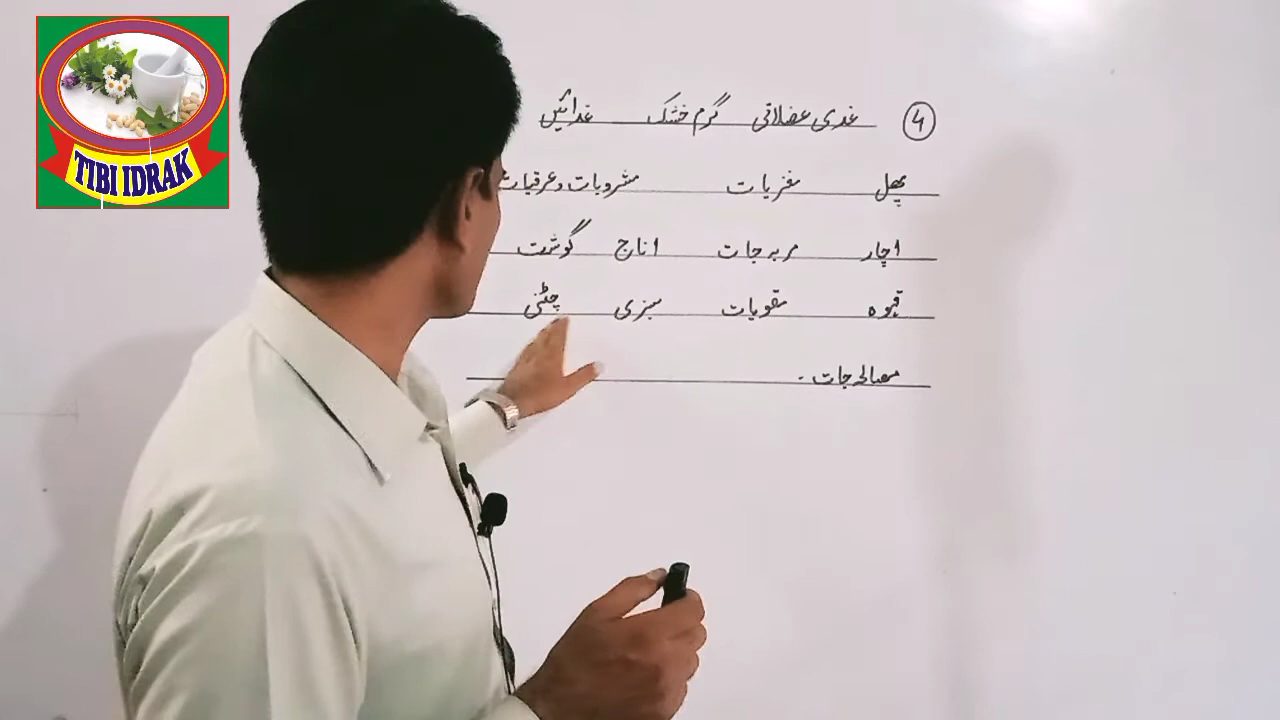 TIBI IDRAK
۴ غدی عضلاتی گرم خشک غذائیں
پھل مغزیات مشروبات و عرقیات
اچار مربہ جات اناج گوشت
قہوہ مقویات سبزی چٹنی
مصالحہ جات ۔